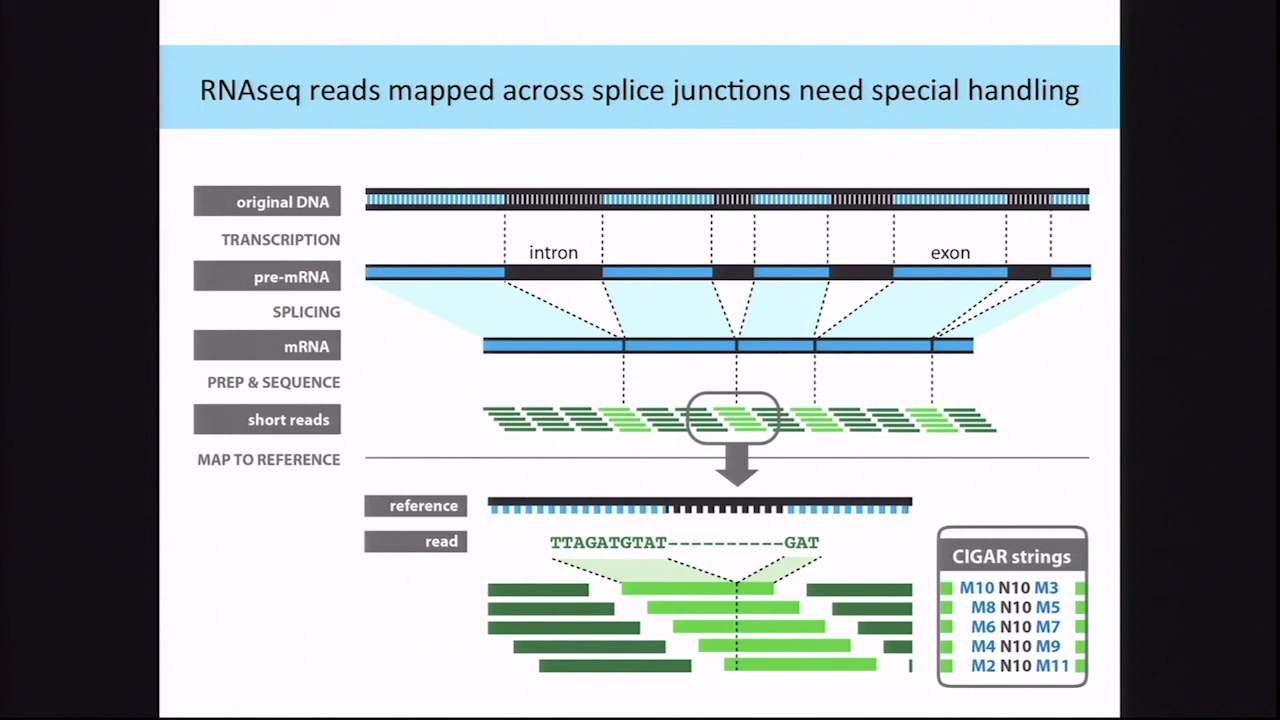 RNAseq reads mapped across splice junctions need special handling
original DNA
TRANSCRIPTION
intron
exon
pre-mRNA
SPLICING
mRNA
PREP & SEQUENCE
short reads
MAP TO REFERENCE
reference
read
TTAGATGTAT----------GAT
CIGAR strings
M10 N10 M3
M8 N10 M5
M6 N10 M7
M4 N10 M9
M2 N10 M11